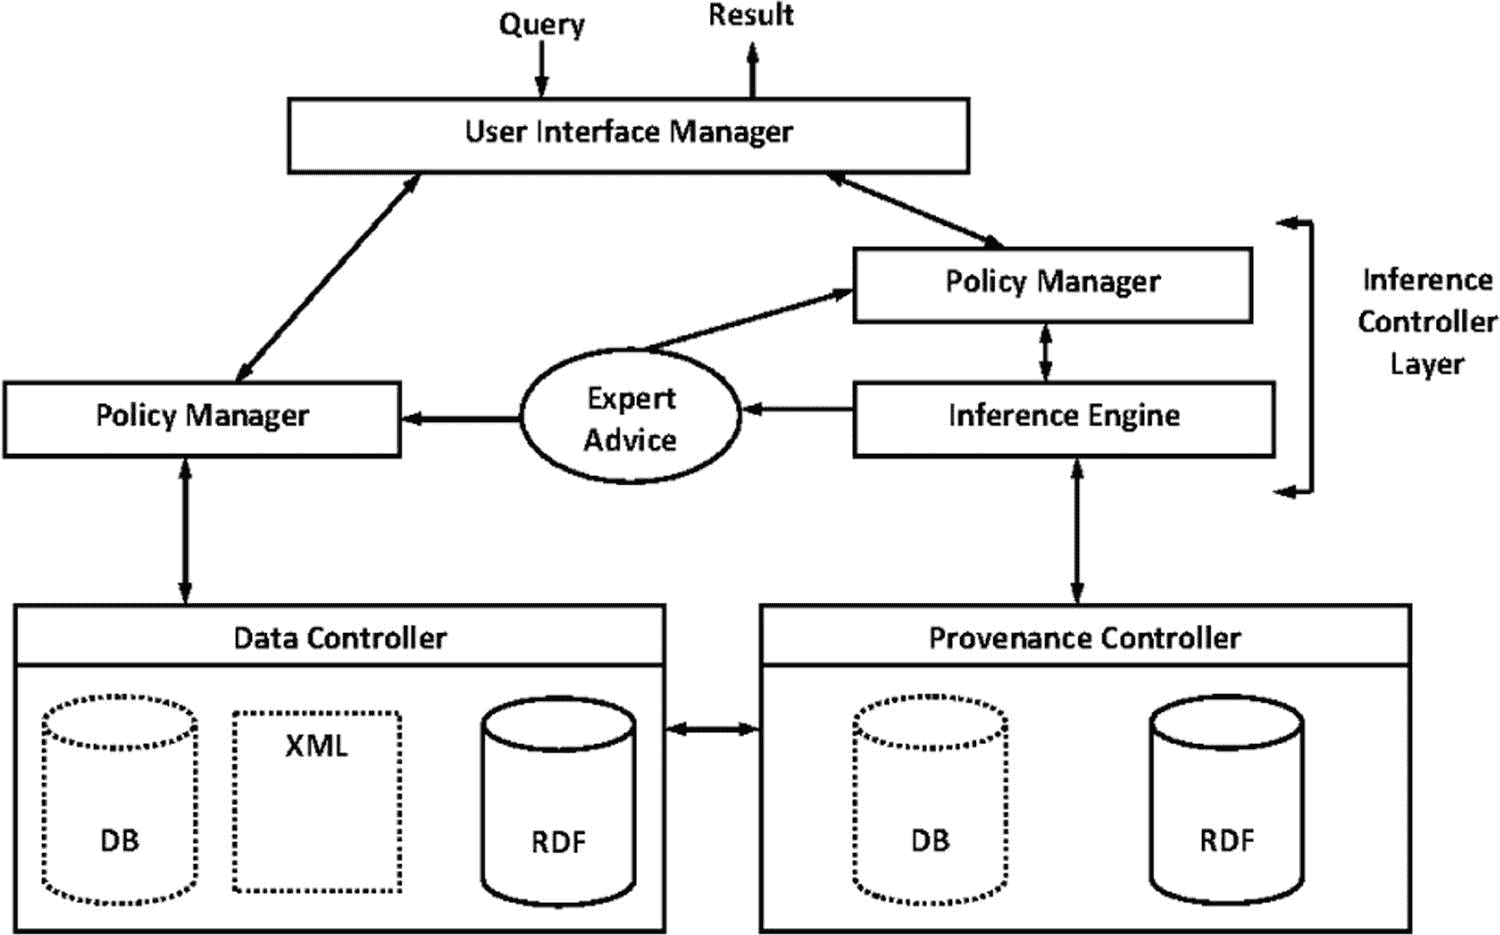 Query
Result
User Interface Manager
Policy Manager
Inference
Controller
Layer
Policy Manager
Expert
Advice
Inference Engine
Data Controller
Provenance Controller
XML
DB
RDF
DB
RDF